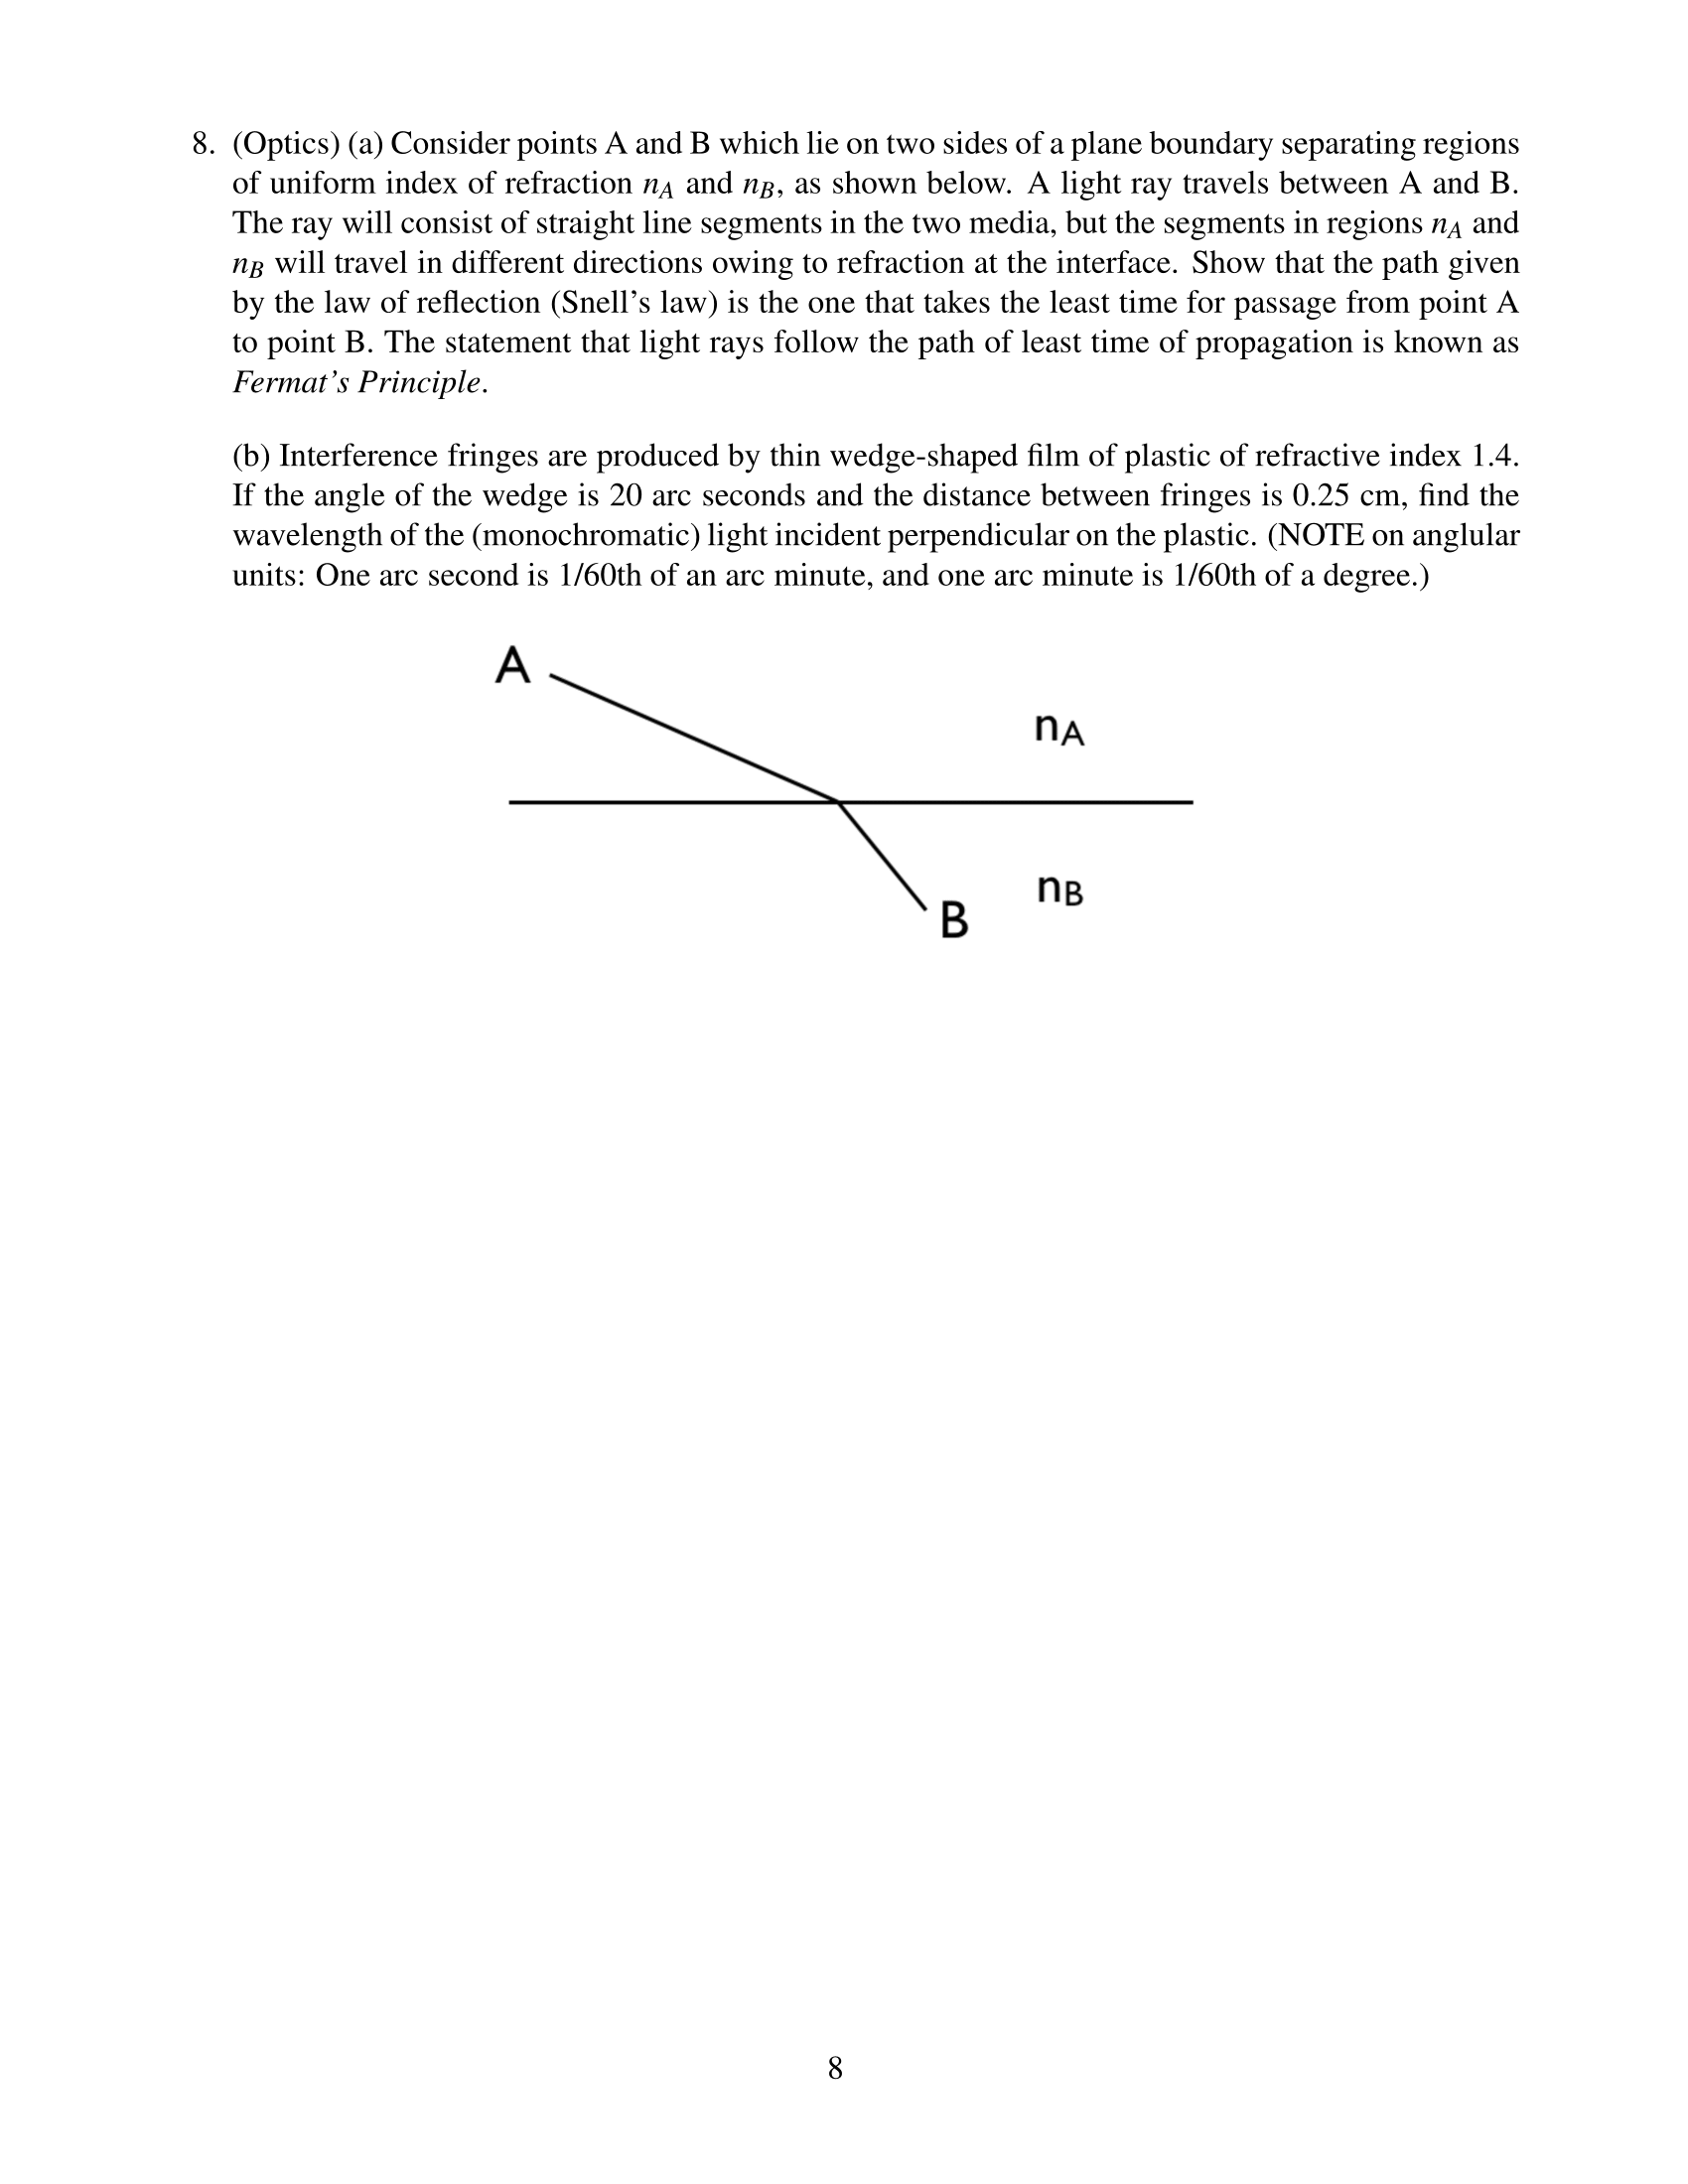 8. (Optics) (a) Consider points A and B which lie on two sides of a plane boundary separating regions
of uniform index of refraction nA and nB, as shown below. A light ray travels between A and B.
The ray will consist of straight line segments in the two media, but the segments in regions nA and
nB will travel in different directions owing to refraction at the interface. Show that the path given
by the law of reflection (Snell's law) is the one that takes the least time for passage from point A
to point B. The statement that light rays follow the path of least time of propagation is known as
Fermat's Principle.
(b) Interference fringes are produced by thin wedge-shaped film of plastic of refractive index 1.4.
If the angle of the wedge is 20 arc seconds and the distance between fringes is 0.25 cm, find the
wavelength of the (monochromatic) light incident perpendicular on the plastic. (NOTE on anglular
units: One arc second is 1/60th of an arc minute, and one arc minute is 1/60th of a degree.)
A
nA
nB
B
8